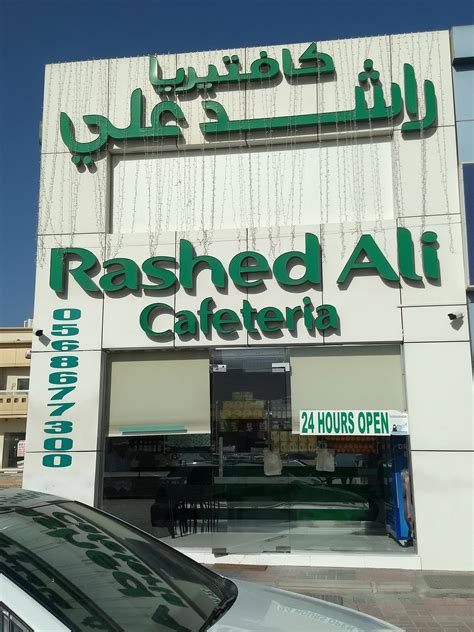 كافتيريا
راشد علي
Rashed Ali
Cafeteria
0568677300
24 HOURS OPEN